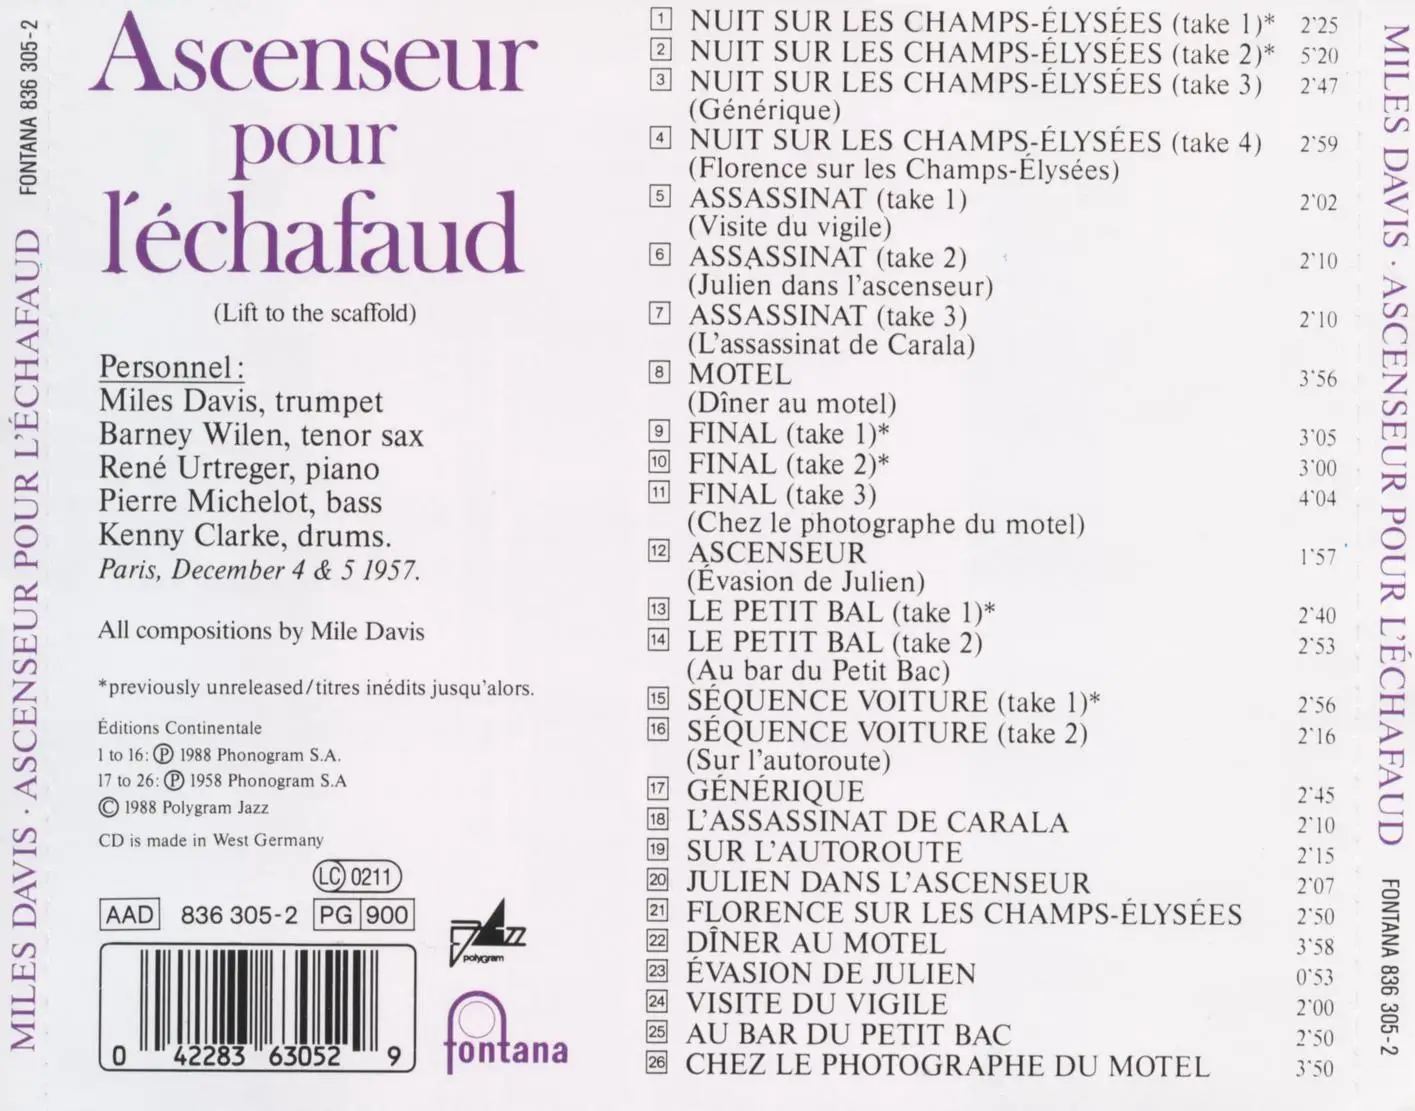 MILES DAVIS · ASCENSEUR POUR L'ÉCHAFAUD FONTANA 836 305-2
Ascenseur
pour
l'échafaud
(Lift to the scaffold)
Personnel :
Miles Davis, trumpet
Barney Wilen, tenor sax
René Urtreger, piano
Pierre Michelot, bass
Kenny Clarke, drums.
Paris, December 4 & 5 1957.
All compositions by Mile Davis
*previously unreleased/titres inédits jusqu'alors.
Éditions Continentale
1 to 16: Ⓟ 1988 Phonogram S.A.
17 to 26: Ⓟ 1958 Phonogram S.A
© 1988 Polygram Jazz
CD is made in West Germany
LC 0211
AAD 836 305-2 PG 900
0 42283 63052 9
Jazz
polygram
fontana
1 NUIT SUR LES CHAMPS-ÉLYSÉES (take 1)* 2'25
2 NUIT SUR LES CHAMPS-ÉLYSÉES (take 2)* 5'20
3 NUIT SUR LES CHAMPS-ÉLYSÉES (take 3) 2'47
(Générique)
4 NUIT SUR LES CHAMPS-ÉLYSÉES (take 4) 2'59
(Florence sur les Champs-Élysées)
5 ASSASSINAT (take 1) 2'02
(Visite du vigile)
6 ASSASSINAT (take 2) 2'10
(Julien dans l'ascenseur)
7 ASSASSINAT (take 3) 2'10
(L'assassinat de Carala)
8 MOTEL 3'56
(Dîner au motel)
9 FINAL (take 1)* 3'05
10 FINAL (take 2)* 3'00
11 FINAL (take 3) 4'04
(Chez le photographe du motel)
12 ASCENSEUR 1'57
(Évasion de Julien)
13 LE PETIT BAL (take 1)* 2'40
14 LE PETIT BAL (take 2) 2'53
(Au bar du Petit Bac)
15 SÉQUENCE VOITURE (take 1)* 2'56
16 SÉQUENCE VOITURE (take 2) 2'16
(Sur l'autoroute)
17 GÉNÉRIQUE 2'45
18 L'ASSASSINAT DE CARALA 2'10
19 SUR L'AUTOROUTE 2'15
20 JULIEN DANS L'ASCENSEUR 2'07
21 FLORENCE SUR LES CHAMPS-ÉLYSÉES 2'50
22 DÎNER AU MOTEL 3'58
23 ÉVASION DE JULIEN 0'53
24 VISITE DU VIGILE 2'00
25 AU BAR DU PETIT BAC 2'50
26 CHEZ LE PHOTOGRAPHE DU MOTEL 3'50
MILES DAVIS · ASCENSEUR POUR L'ÉCHAFAUD FONTANA 836 305-2